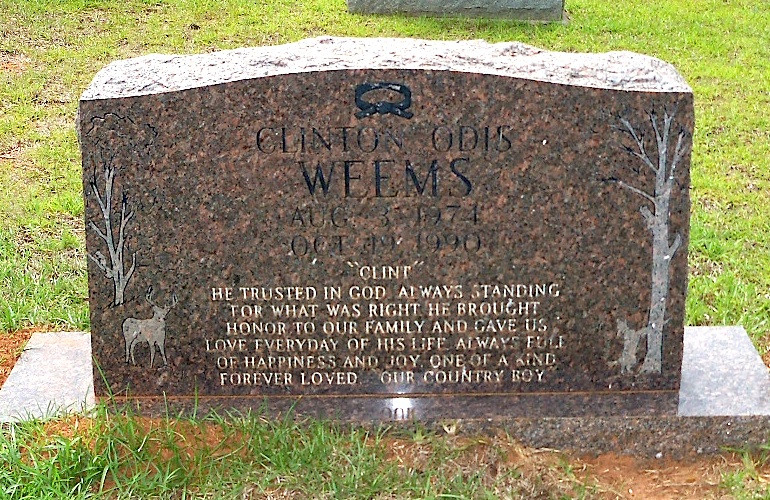 CLINTON ODIS
WEEMS
AUG 3 1974
OCT 19 1990
"CLINT"
HE TRUSTED IN GOD ALWAYS STANDING
FOR WHAT WAS RIGHT HE BROUGHT
HONOR TO OUR FAMILY AND GAVE US
LOVE EVERYDAY OF HIS LIFE ALWAYS FULL
OF HAPPINESS AND JOY. ONE OF A KIND
FOREVER LOVED OUR COUNTRY BOY